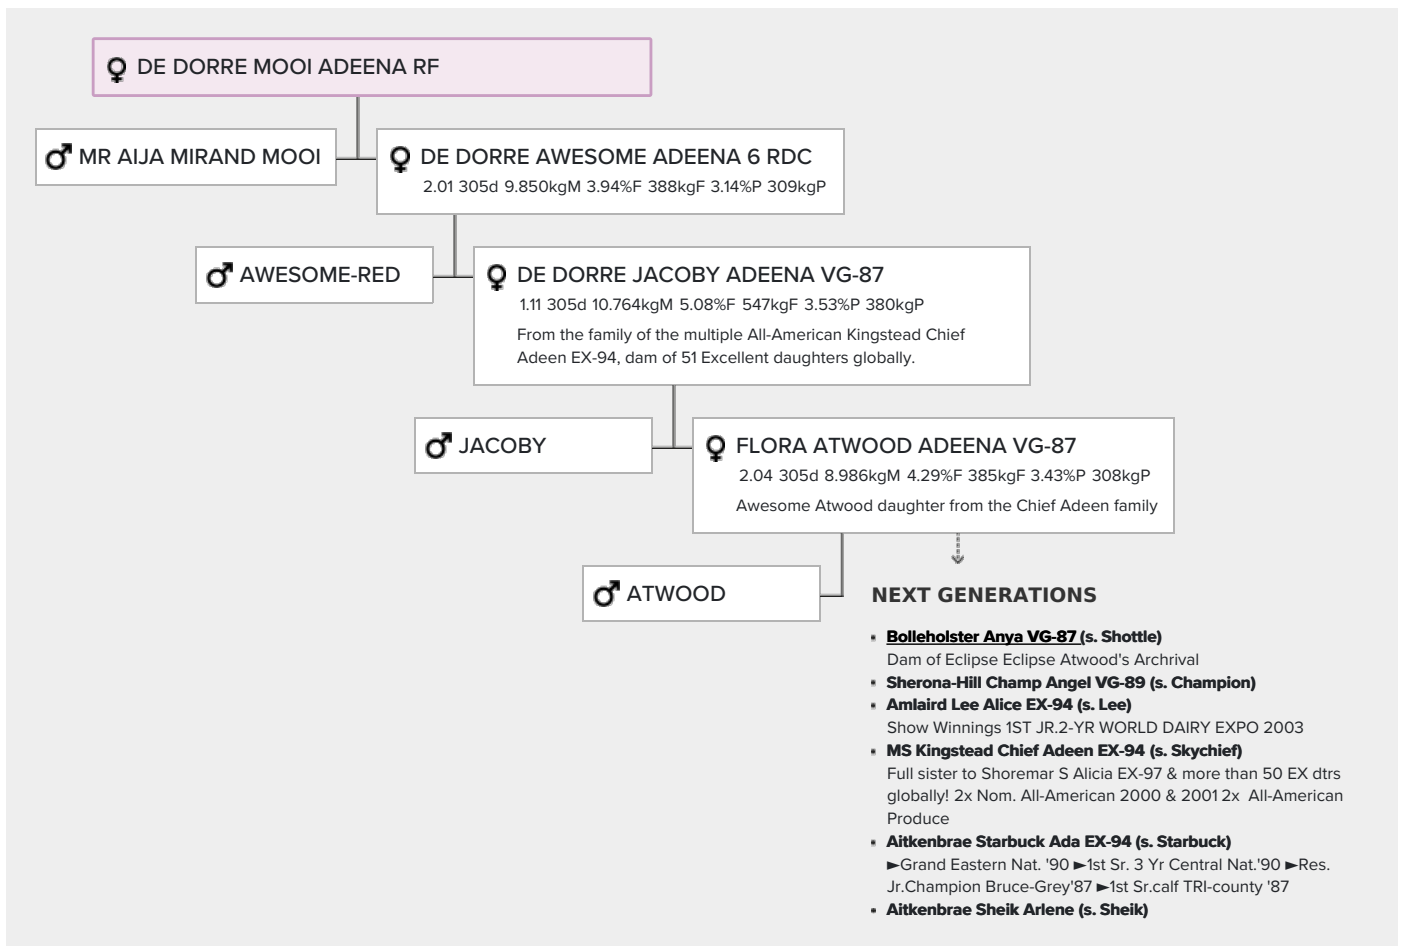 DE DORRE MOOI ADEENA RF
MR AIJA MIRAND MOOI
DE DORRE AWESOME ADEENA 6 RDC
2.01 305d 9.850kgM 3.94%F 388kgF 3.14%P 309kgP
AWESOME-RED
DE DORRE JACOBY ADEENA VG-87
1.11 305d 10.764kgM 5.08%F 547kgF 3.53%P 380kgP
From the family of the multiple All-American Kingstead Chief
Adeen EX-94, dam of 51 Excellent daughters globally.
JACOBY
FLORA ATWOOD ADEENA VG-87
2.04 305d 8.986kgM 4.29%F 385kgF 3.43%P 308kgP
Awesome Atwood daughter from the Chief Adeen family
ATWOOD
NEXT GENERATIONS
▪ Bolleholster Anya VG-87 (s. Shottle)
Dam of Eclipse Eclipse Atwood's Archrival
▪ Sherona-Hill Champ Angel VG-89 (s. Champion)
▪ Amlaird Lee Alice EX-94 (s. Lee)
Show Winnings 1ST JR.2-YR WORLD DAIRY EXPO 2003
▪ MS Kingstead Chief Adeen EX-94 (s. Skychief)
Full sister to Shoremar S Alicia EX-97 & more than 50 EX dtrs
globally! 2x Nom. All-American 2000 & 2001 2x All-American
Produce
▪ Aitkenbrae Starbuck Ada EX-94 (s. Starbuck)
►Grand Eastern Nat. '90 ►1st Sr. 3 Yr Central Nat.'90 ►Res.
Jr.Champion Bruce-Grey'87 ►1st Sr.calf TRI-county '87
▪ Aitkenbrae Sheik Arlene (s. Sheik)